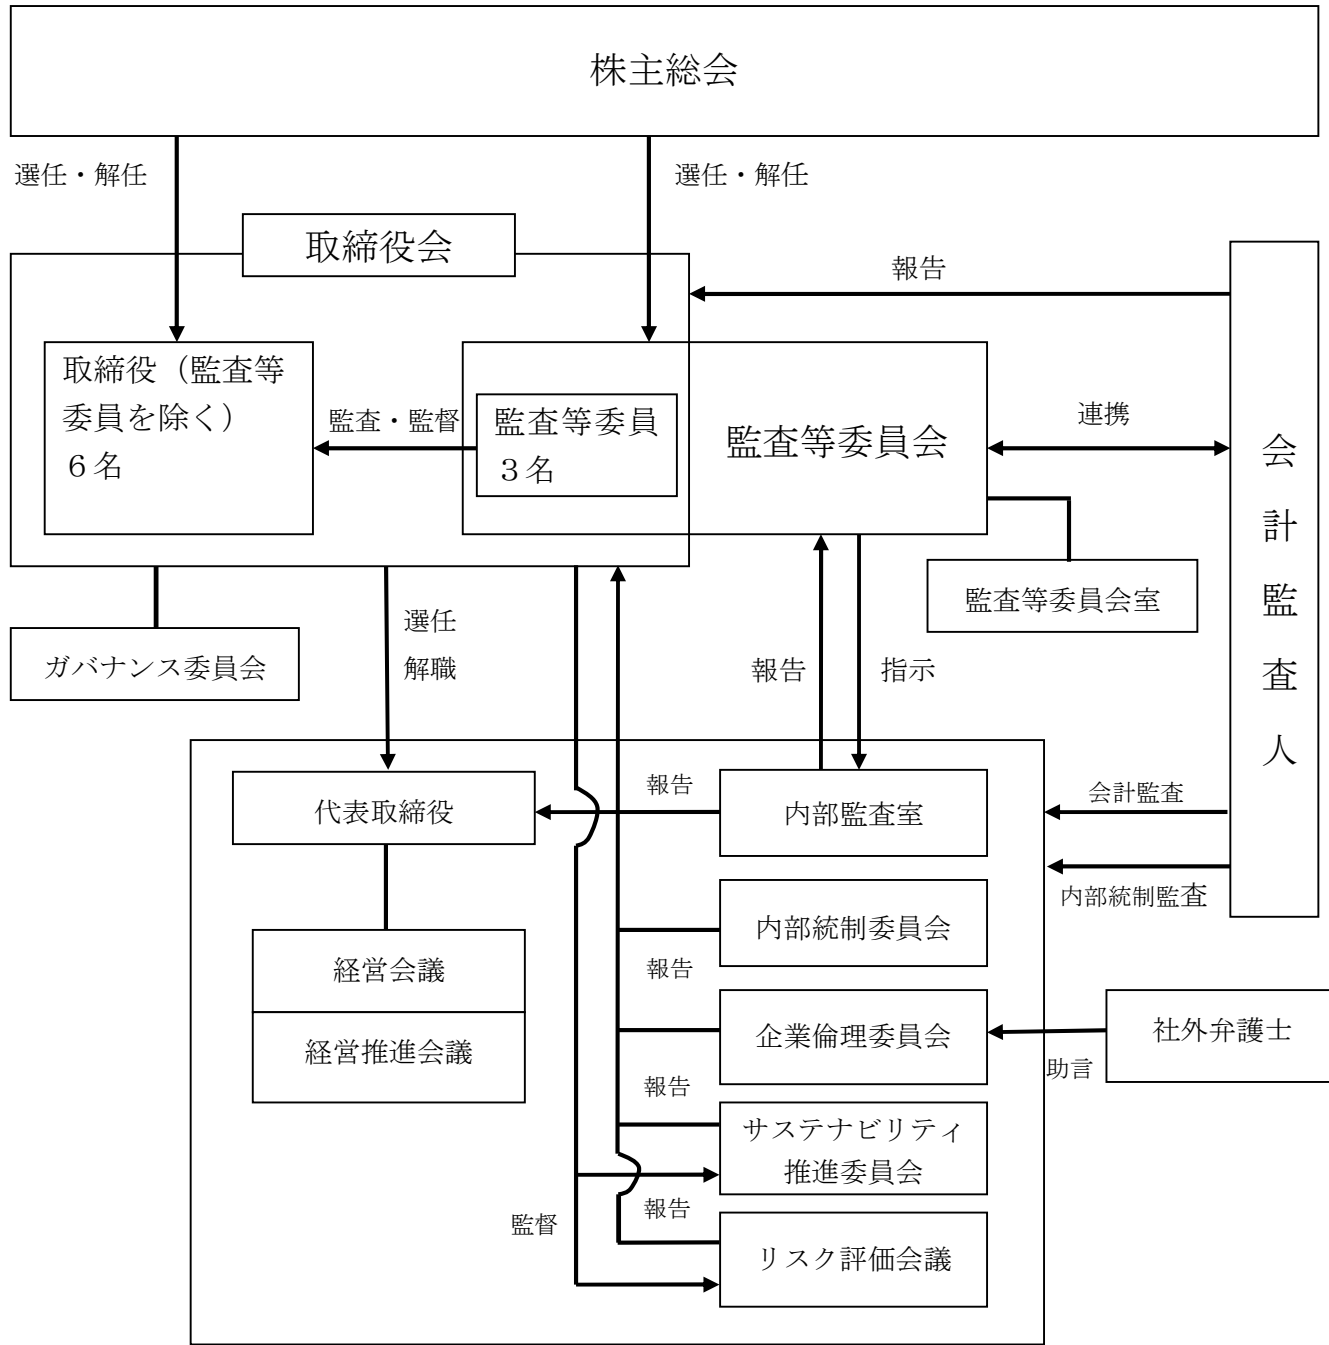 株主総会
選任・解任
選任・解任
取締役会
報告
取締役（監査等
委員を除く）
６名
監査・監督
監査等委員
３名
監査等委員会
連携
会計監査人
監査等委員会室
ガバナンス委員会
選任
解職
報告
指示
代表取締役
報告
内部監査室
会計監査
内部統制監査
内部統制委員会
報告
経営会議
経営推進会議
企業倫理委員会
社外弁護士
助言
報告
サステナビリティ
推進委員会
報告
監督
リスク評価会議